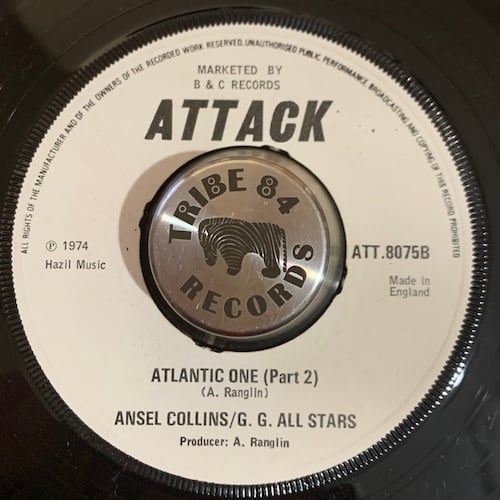 ALL RIGHTS OF THE MANUFACTURER AND OF THE OWNERS OF THE RECORDED WORK RESERVED. UNAUTHORISED PUBLIC PERFORMANCE, BROADCASTING AND COPYING OF THIS RECORD PROHIBITED
MARKETED BY
B & C RECORDS
ATTACK
TRIBE 84
RECORDS
℗ 1974
Hazil Music
ATT.8075B
Made in
England
ATLANTIC ONE (Part 2)
(A. Ranglin)
ANSEL COLLINS/G. G. ALL STARS
Producer: A. Ranglin